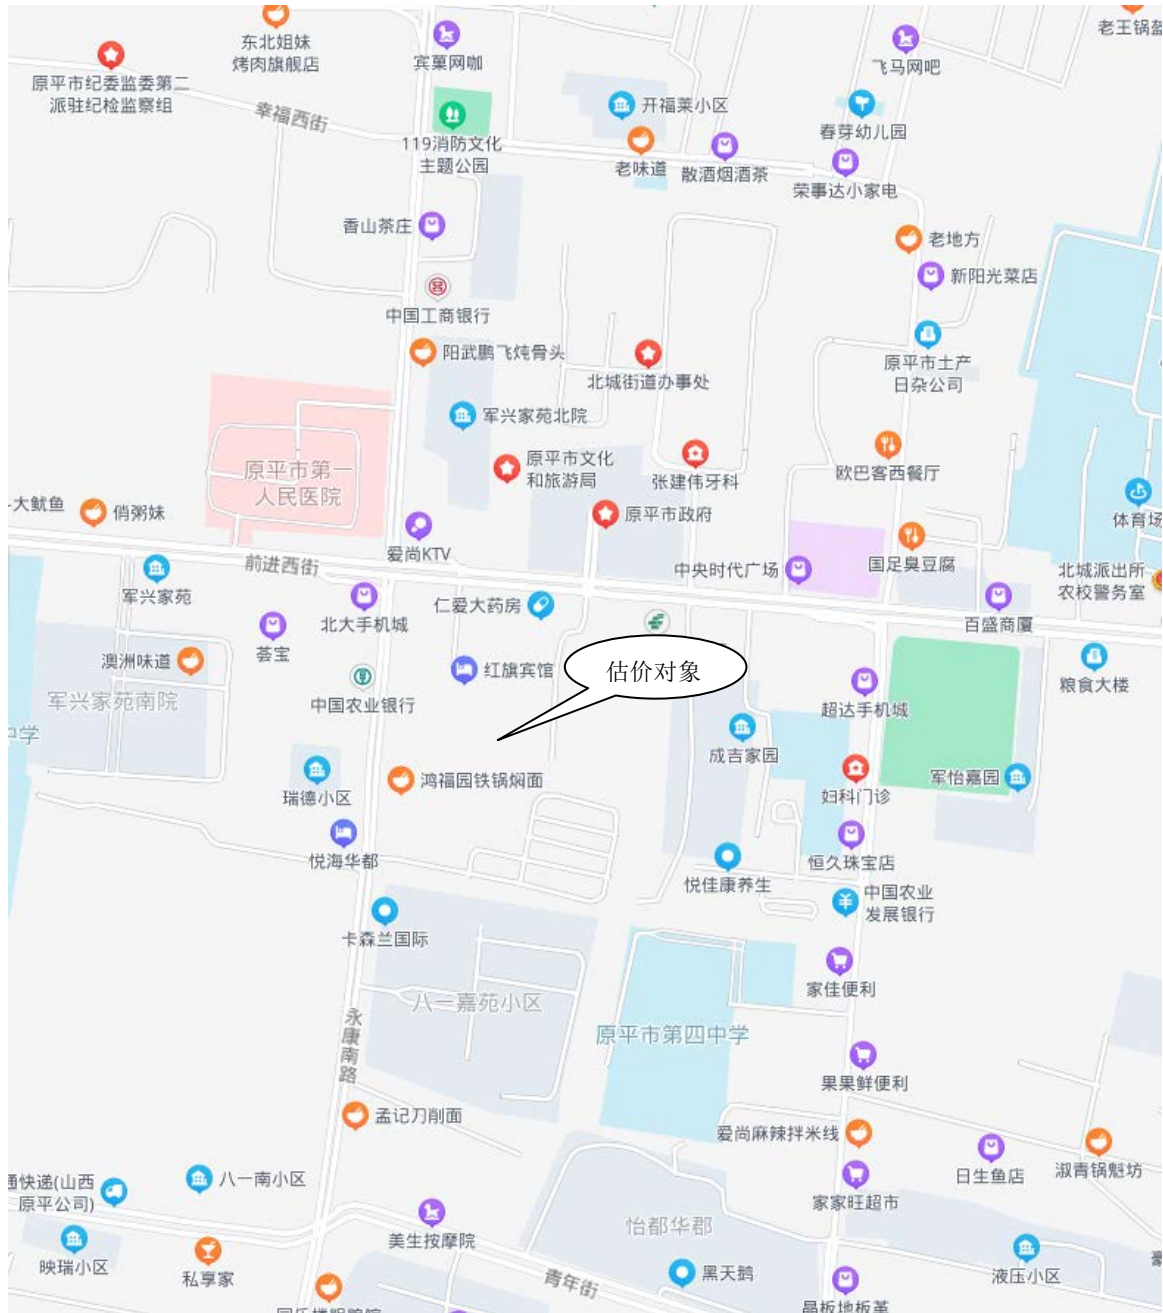 老王锅盔
东北姐妹
烤肉旗舰店
宾菓网咖
飞马网吧
原平市纪委监委第二
派驻纪检监察组
幸福西街
开福莱小区
春芽幼儿园
119消防文化
主题公园
老味道
散酒烟酒茶
荣事达小家电
香山茶庄
老地方
新阳光菜店
中国工商银行
阳武鹏飞炖骨头
北城街道办事处
原平市土产
日杂公司
军兴家苑北院
原平市第一
人民医院
原平市文化
和旅游局
张建伟牙科
欧巴客西餐厅
大鱿鱼
俏粥妹
原平市政府
体育场
爱尚KTV
前进西街
中央时代广场
国足臭豆腐
北城派出所
农校警务室
军兴家苑
北大手机城
仁爱大药房
百盛商厦
荟宝
澳洲味道
红旗宾馆
估价对象
粮食大楼
军兴家苑南院
中国农业银行
超达手机城
中学
成吉家园
瑞德小区
鸿福园铁锅焖面
妇科门诊
军怡嘉园
悦海华都
恒久珠宝店
悦佳康养生
中国农业
发展银行
卡森兰国际
家佳便利
八一嘉苑小区
永康南路
原平市第四中学
果果鲜便利
孟记刀削面
爱尚麻辣拌米线
日生鱼店
淑青锅魁坊
通快递(山西
原平公司)
八一南小区
家家旺超市
美生按摩院
怡都华郡
映瑞小区
私享家
青年街
黑天鹅
液压小区